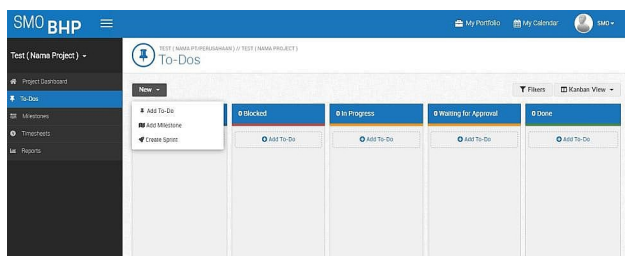 SMO BHP
My Portfolio
My Calendar
SMO
Test ( Nama Project )
TEST ( NAMA PT/PERUSAHAAN ) // TEST ( NAMA PROJECT )
To-Dos
Project Dashboard
To-Dos
Milestones
Timesheets
Reports
New
Filters
Kanban View
Add To-Do
Add Milestone
Create Sprint
0 Blocked
0 In Progress
0 Waiting for Approval
0 Done
Add To-Do
Add To-Do
Add To-Do
Add To-Do